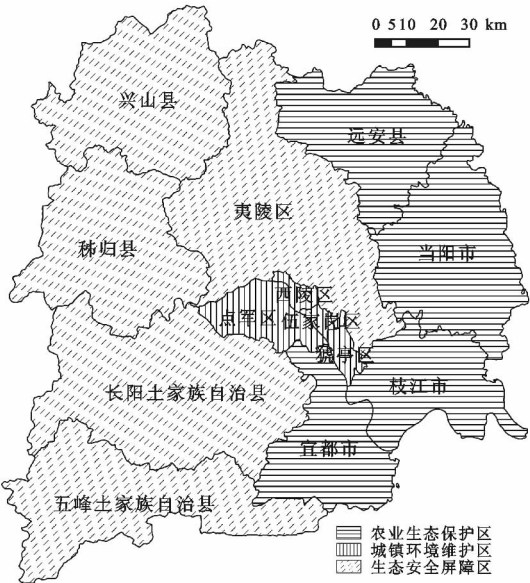 0 510 20 30 km
兴山县
远安县
夷陵区
秭归县
当阳市
西陵区
点军区 伍家岗区
猇亭区
长阳土家族自治县
枝江市
宜都市
五峰土家族自治县
农业生态保护区
城镇环境维护区
生态安全屏障区